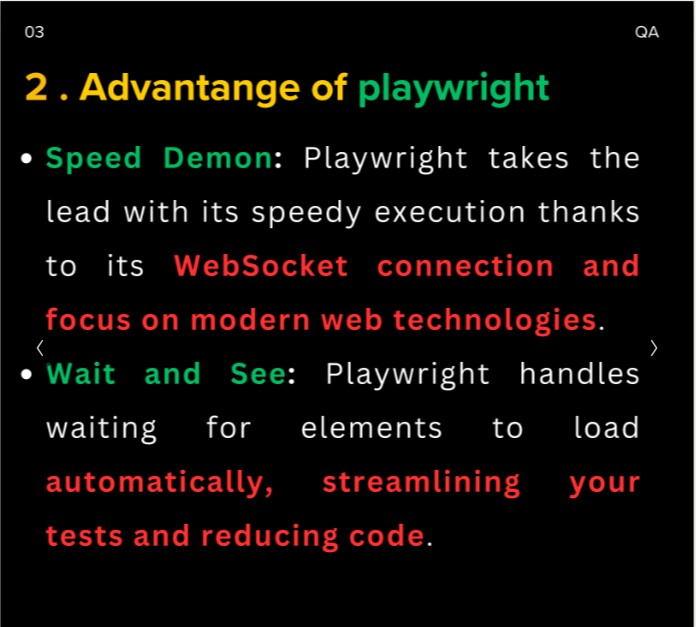 03
QA
2 . Advantange of playwright
• Speed Demon: Playwright takes the
lead with its speedy execution thanks
to its WebSocket connection and
focus on modern web technologies.
• Wait and See: Playwright handles
waiting for elements to load
automatically, streamlining your
tests and reducing code.